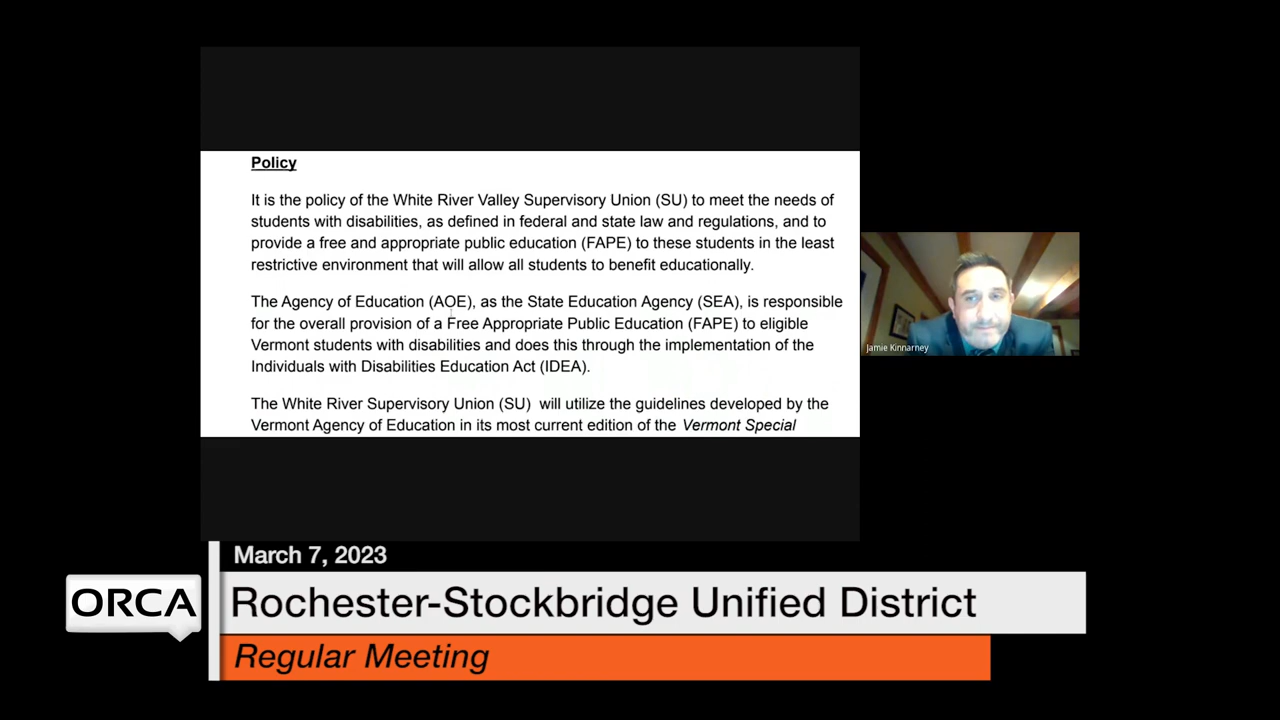 Policy
It is the policy of the White River Valley Supervisory Union (SU) to meet the needs of
students with disabilities, as defined in federal and state law and regulations, and to
provide a free and appropriate public education (FAPE) to these students in the least
restrictive environment that will allow all students to benefit educationally.
The Agency of Education (AOE), as the State Education Agency (SEA), is responsible
for the overall provision of a Free Appropriate Public Education (FAPE) to eligible
Vermont students with disabilities and does this through the implementation of the
Individuals with Disabilities Education Act (IDEA).
The White River Supervisory Union (SU) will utilize the guidelines developed by the
Vermont Agency of Education in its most current edition of the Vermont Special
Jamie Kinnarney
March 7, 2023
ORCA
Rochester-Stockbridge Unified District
Regular Meeting